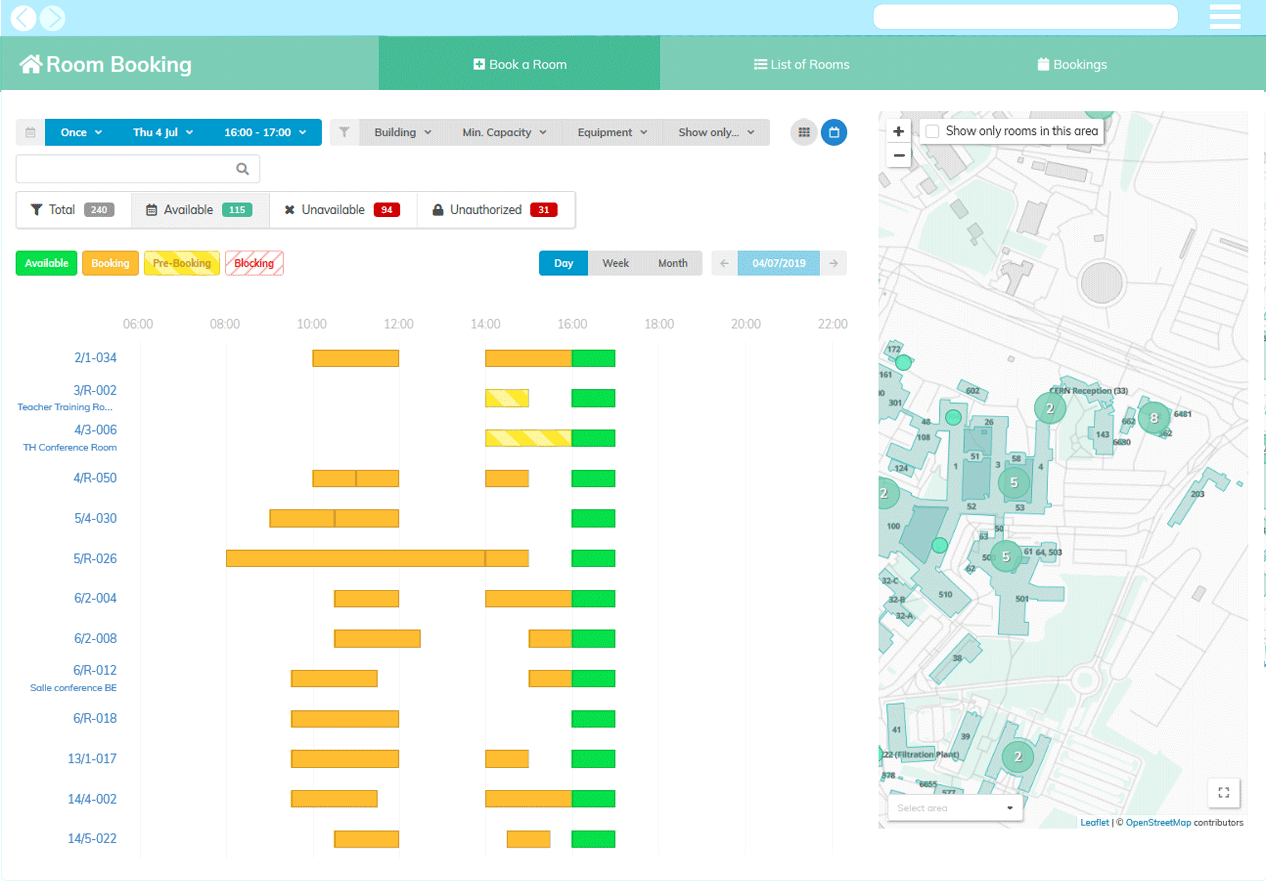 Room Booking
Book a Room
List of Rooms
Bookings
Once Thu 4 Jul 16:00 - 17:00
Building Min. Capacity Equipment Show only...
Total 240 Available 115 Unavailable 94 Unauthorized 31
Available Booking Pre-Booking Blocking
Day Week Month ← 04/07/2019 →
06:00 08:00 10:00 12:00 14:00 16:00 18:00 20:00 22:00
2/1-034
3/R-002
Teacher Training Ro...
4/3-006
TH Conference Room
4/R-050
5/4-030
5/R-026
6/2-004
6/2-008
6/R-012
Salle conference BE
6/R-018
13/1-017
14/4-002
14/5-022
+
Show only rooms in this area
−
172
161
602
CERN Reception (33)
301
2
8
6481
48
26
662
108
143
6680
51
58
124
1
3
4
5
2
203
52
53
100
50
63
61 64, 503
5
62
32-C
510
501
32-B
32-A
38
41
39
2
(Filtration Plant)
6655
577
Select area
Leaflet | © OpenStreetMap contributors